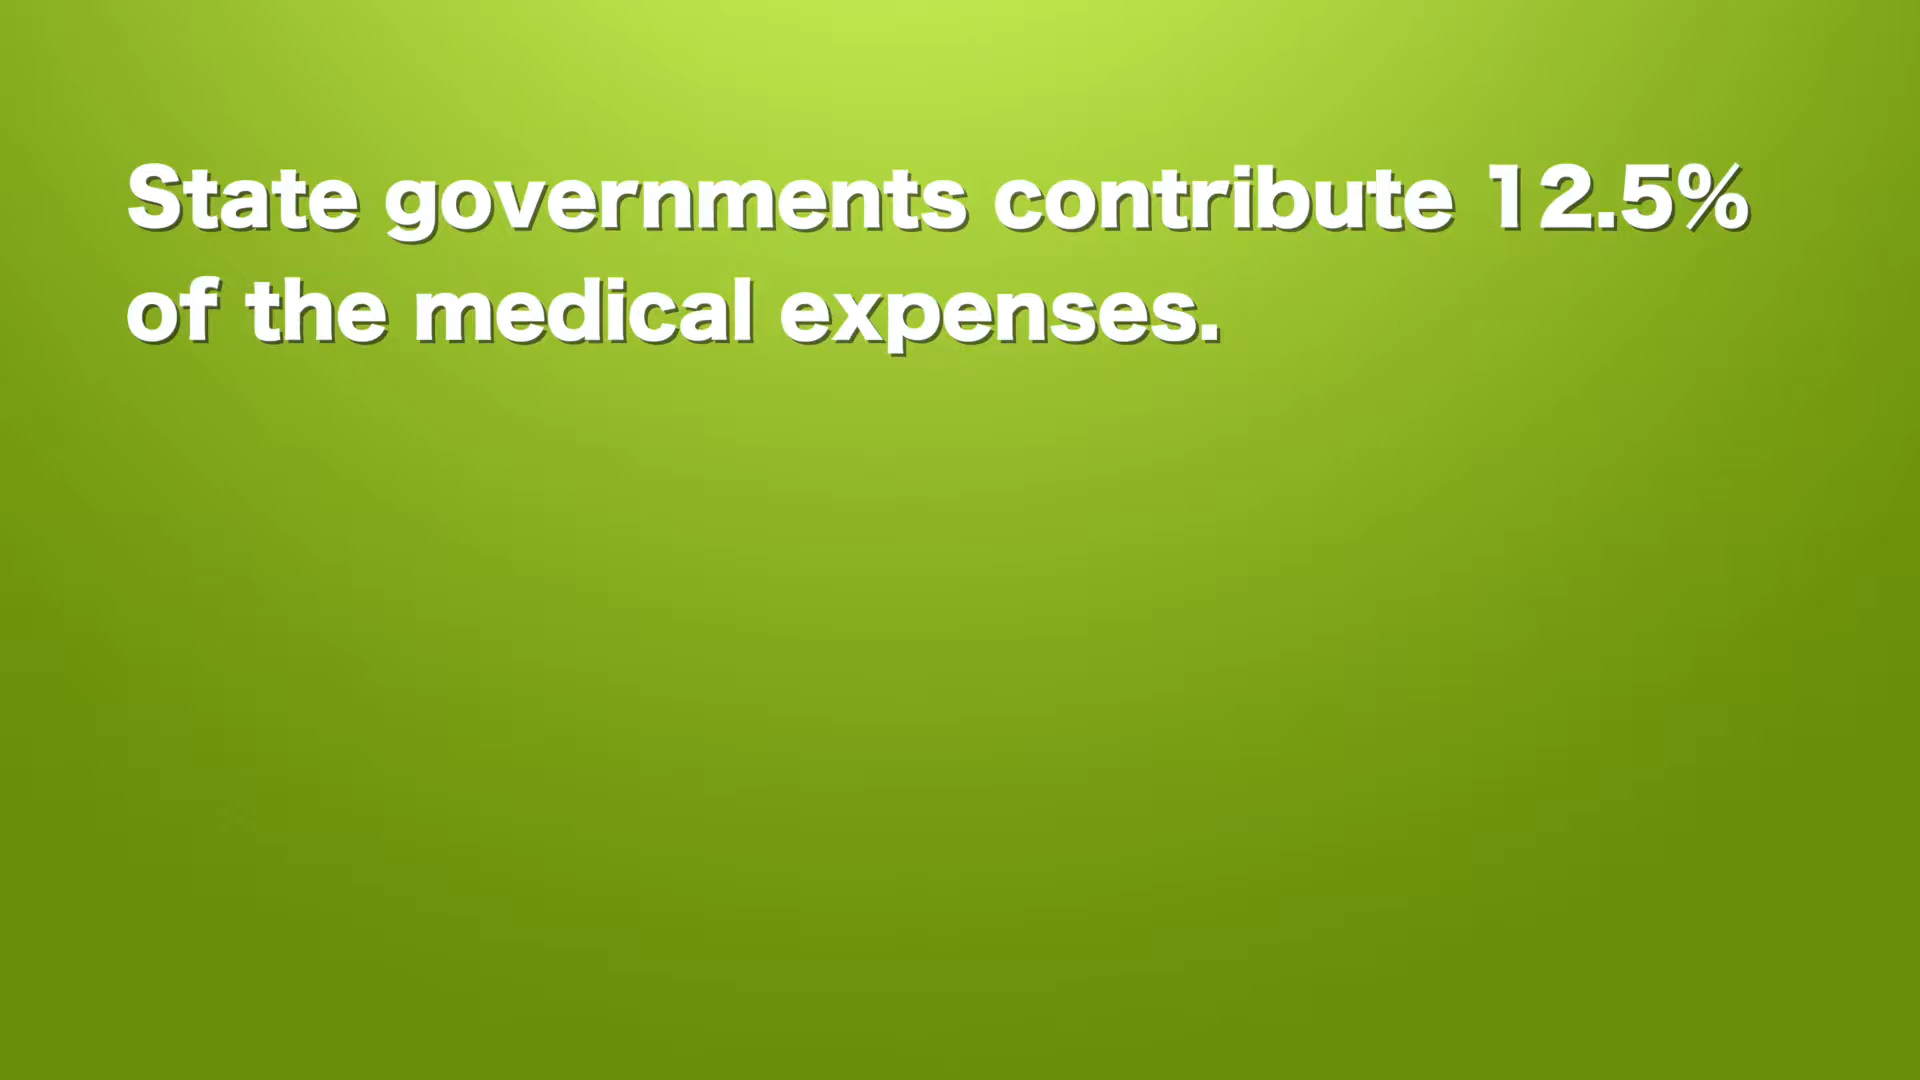 State governments contribute 12.5%
of the medical expenses.